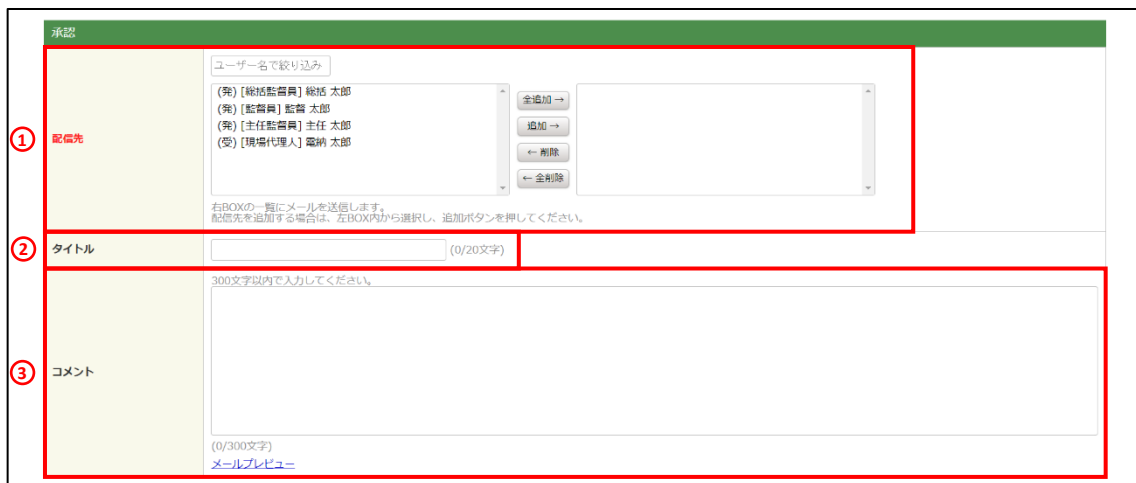 承認
ユーザー名で絞り込み
(発) [総括監督員] 総括 太郎
(発) [監督員] 監督 太郎
(発) [主任監督員] 主任 太郎
(受) [現場代理人] 電納 太郎
全追加 →
追加 →
← 削除
← 全削除
① 配信先
右BOXの一覧にメールを送信します。
配信先を追加する場合は、左BOX内から選択し、追加ボタンを押してください。
② タイトル (0/20文字)
300文字以内で入力してください。
③ コメント
(0/300文字)
メールプレビュー